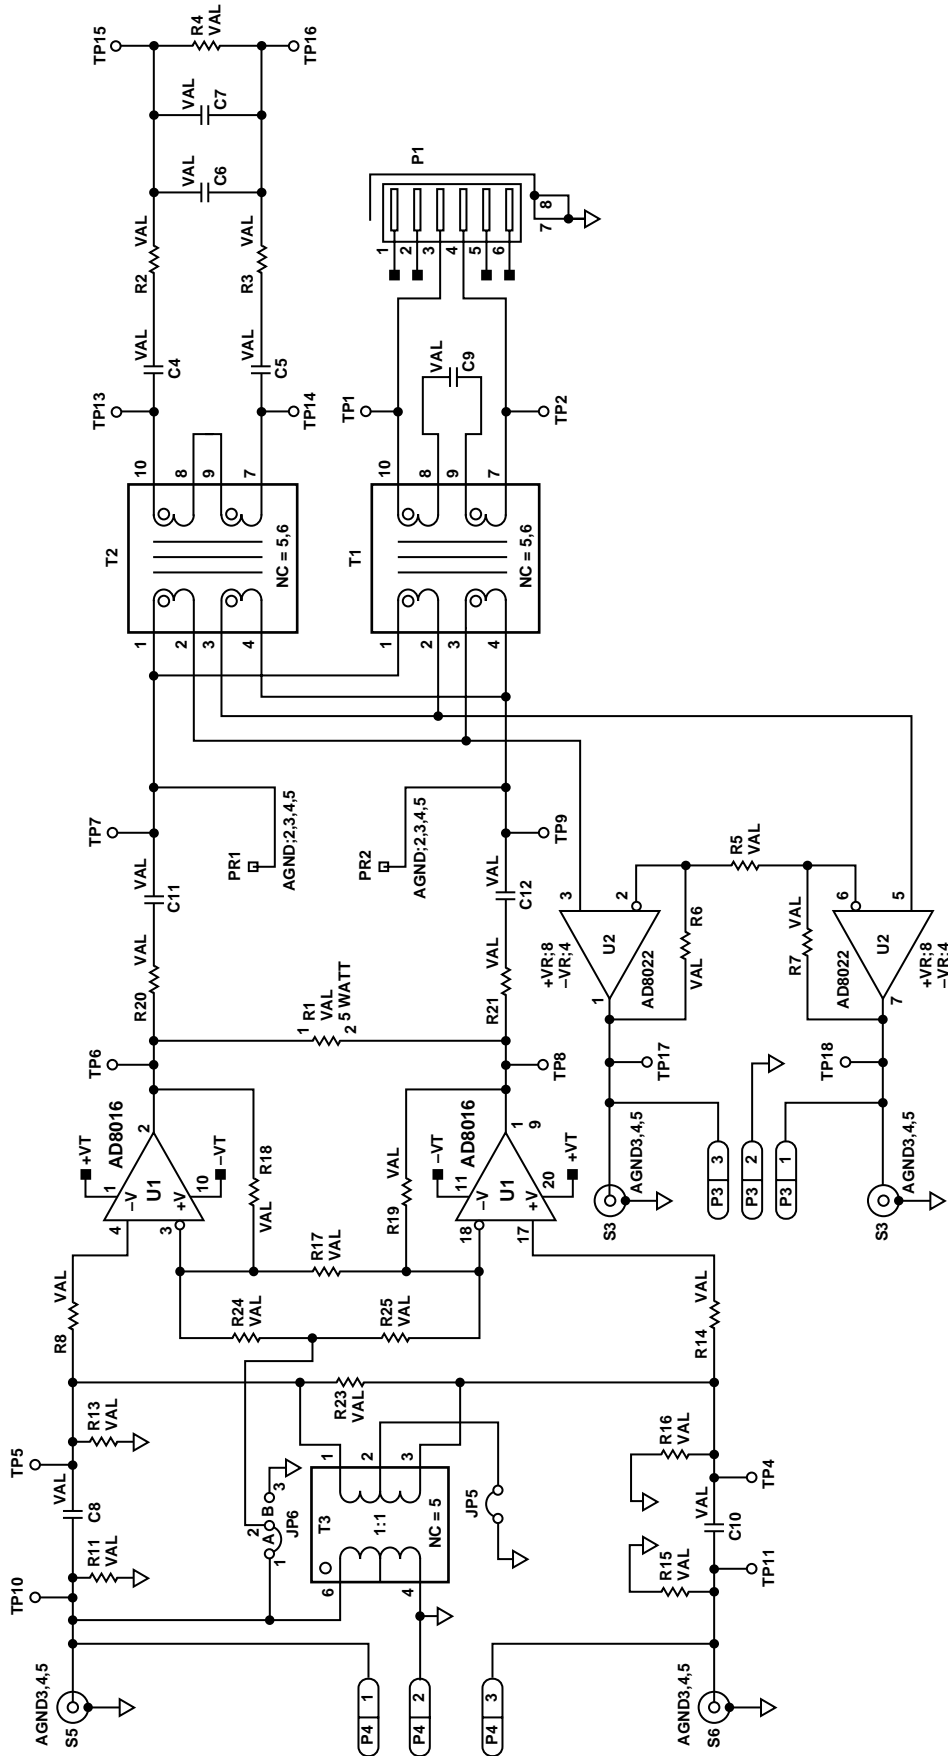 S5
AGND3,4,5
P4 1
P4 2
P4 3
S6
AGND3,4,5
TP10
R11
VAL
C8
VAL
TP5
R13
VAL
R8
VAL
JP6
1
A
2
B
3
T3
1:1
NC = 5
6
4
1
2
3
JP5
R23
VAL
R15
VAL
TP11
C10
VAL
TP4
R16
VAL
R14
VAL
R24
VAL
R25
VAL
R17
VAL
4
3
–V
+V
1
+VT
U1
AD8016
2
10
–VT
R18
VAL
TP6
R19
VAL
18
17
–V
+V
11
–VT
U1
AD8016
1
9
20
+VT
TP8
R1
VAL
5 WATT
1
2
R20
VAL
C11
VAL
TP7
PR1
AGND;2,3,4,5
R21
VAL
C12
VAL
TP9
PR2
AGND;2,3,4,5
S3
AGND3,4,5
P3 3
P3 2
P3 1
S3
AGND3,4,5
TP17
TP18
1
U2
AD8022
+VR;8
–VR;4
3
2
R6
VAL
R5
VAL
R7
VAL
7
U2
AD8022
+VR;8
–VR;4
6
5
T2
1
2
3
4
NC = 5,6
10
8
9
7
T1
1
2
3
4
NC = 5,6
10
8
9
7
TP13
TP14
TP1
TP2
C4
VAL
C5
VAL
R2
VAL
R3
VAL
C6
VAL
C7
VAL
R4
VAL
TP15
TP16
C9
VAL
P1
1
2
3
4
5
6
7
8